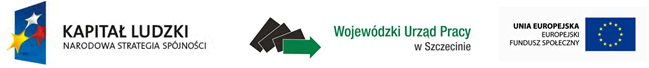 KAPITAŁ LUDZKI
NARODOWA STRATEGIA SPÓJNOŚCI
Wojewódzki Urząd Pracy
w Szczecinie
UNIA EUROPEJSKA
EUROPEJSKI
FUNDUSZ SPOŁECZNY